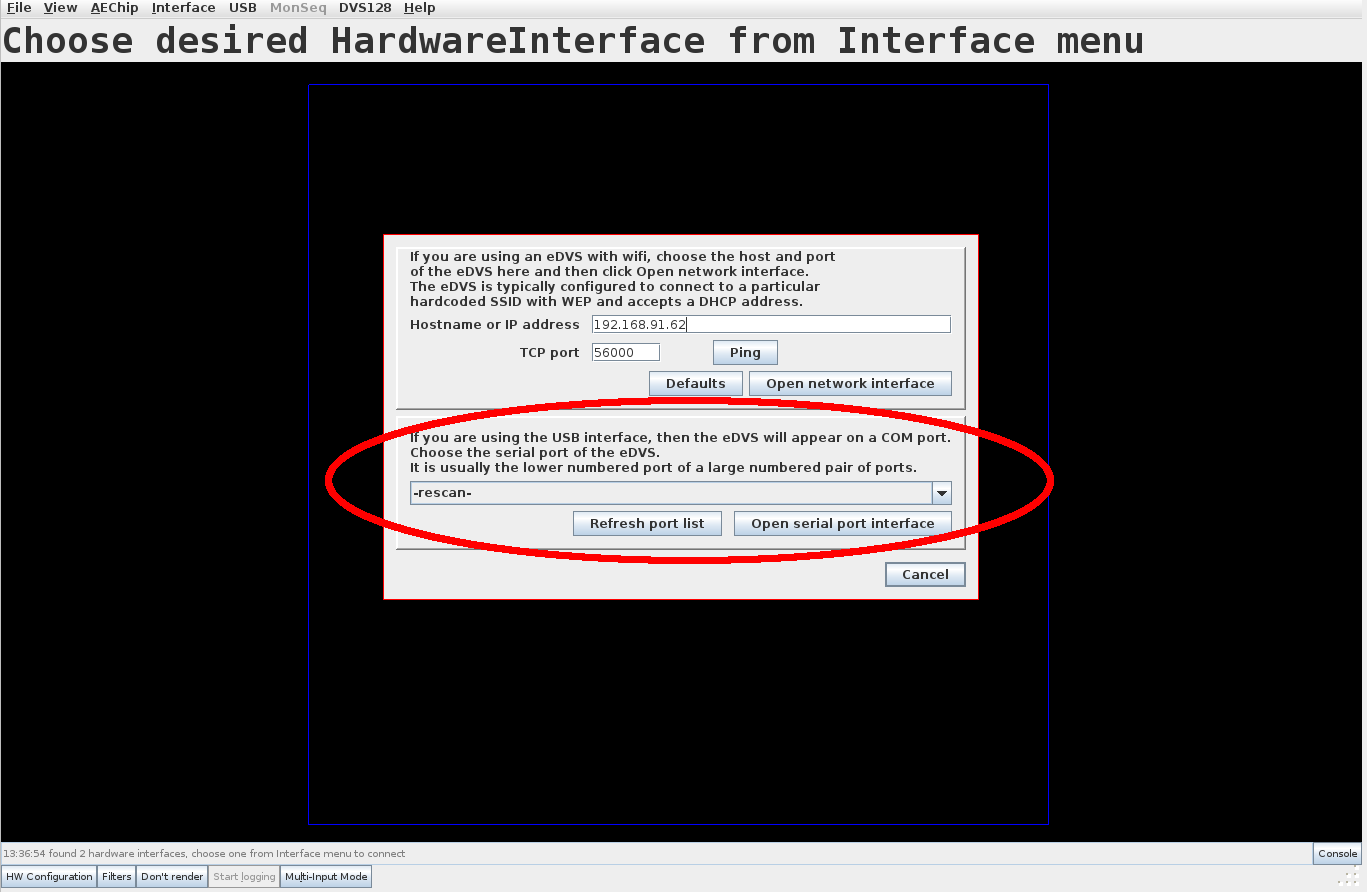 File View AEChip Interface USB MonSeq DVS128 Help
Choose desired HardwareInterface from Interface menu
If you are using an eDVS with wifi, choose the host and port
of the eDVS here and then click Open network interface.
The eDVS is typically configured to connect to a particular
hardcoded SSID with WEP and accepts a DHCP address.
Hostname or IP address 192.168.91.62
TCP port 56000 Ping
Defaults Open network interface
If you are using the USB interface, then the eDVS will appear on a COM port.
Choose the serial port of the eDVS.
It is usually the lower numbered port of a large numbered pair of ports.
-rescan-
Refresh port list Open serial port interface
Cancel
13:36:54 found 2 hardware interfaces, choose one from Interface menu to connect Console
HW Configuration Filters Don't render Start logging Multi-Input Mode